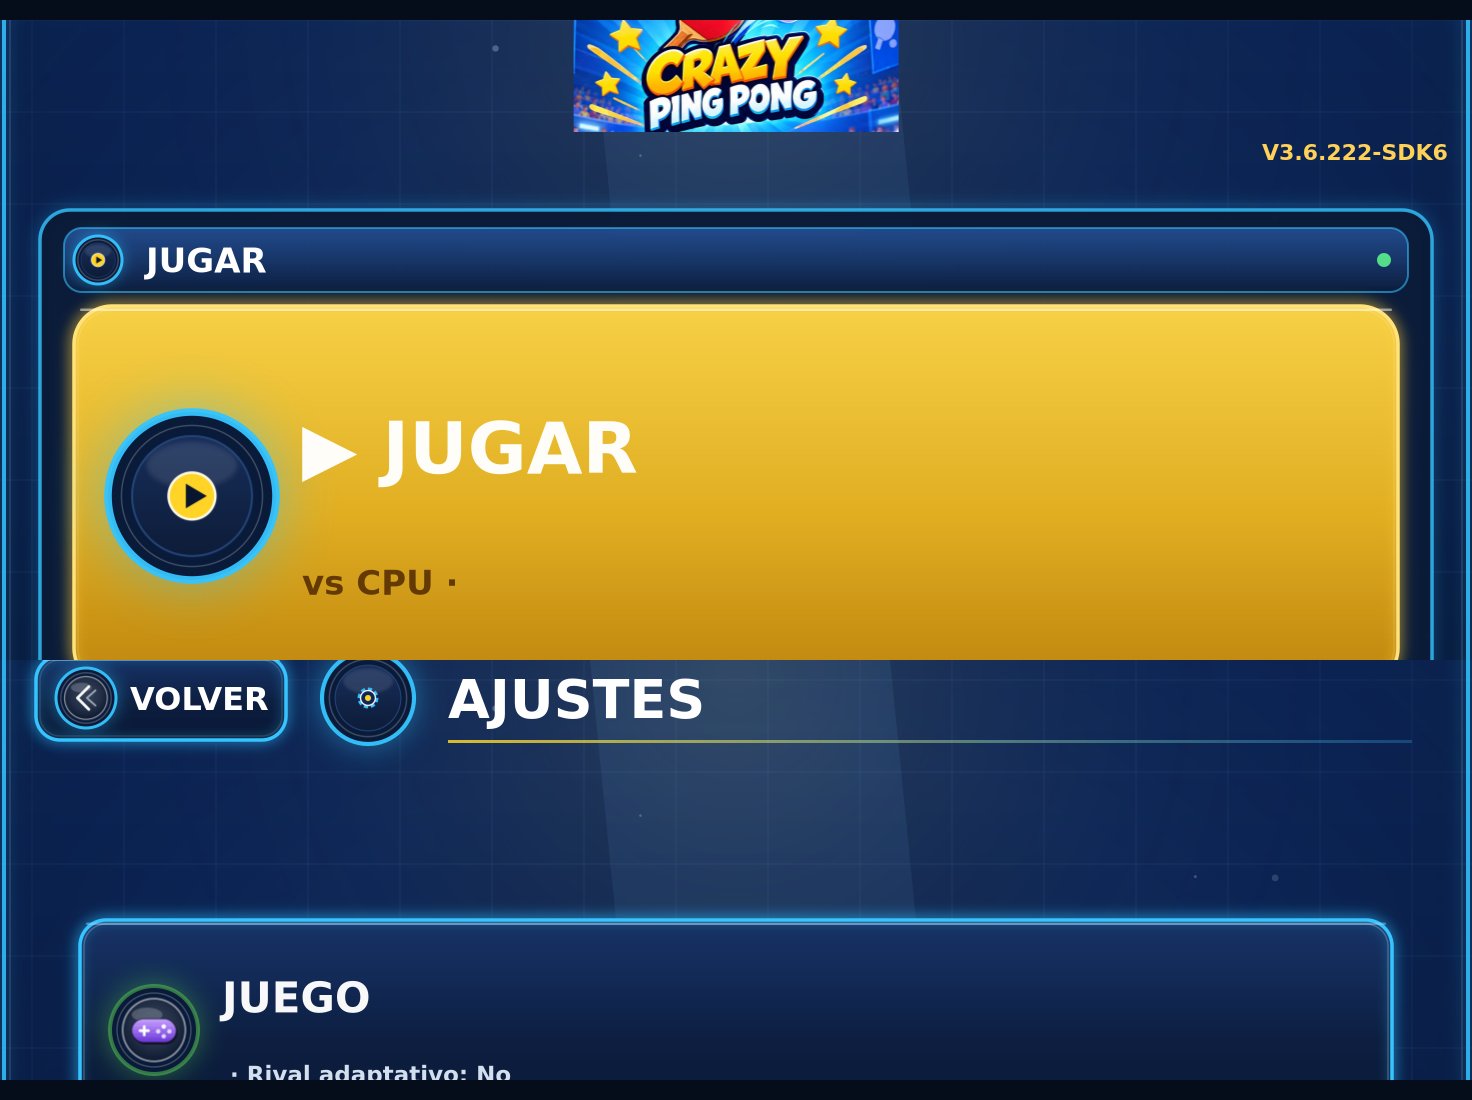 CRAZY
PING PONG
V3.6.222-SDK6
JUGAR
▶ JUGAR
vs CPU ·
VOLVER
AJUSTES
JUEGO
· Rival adaptativo: No